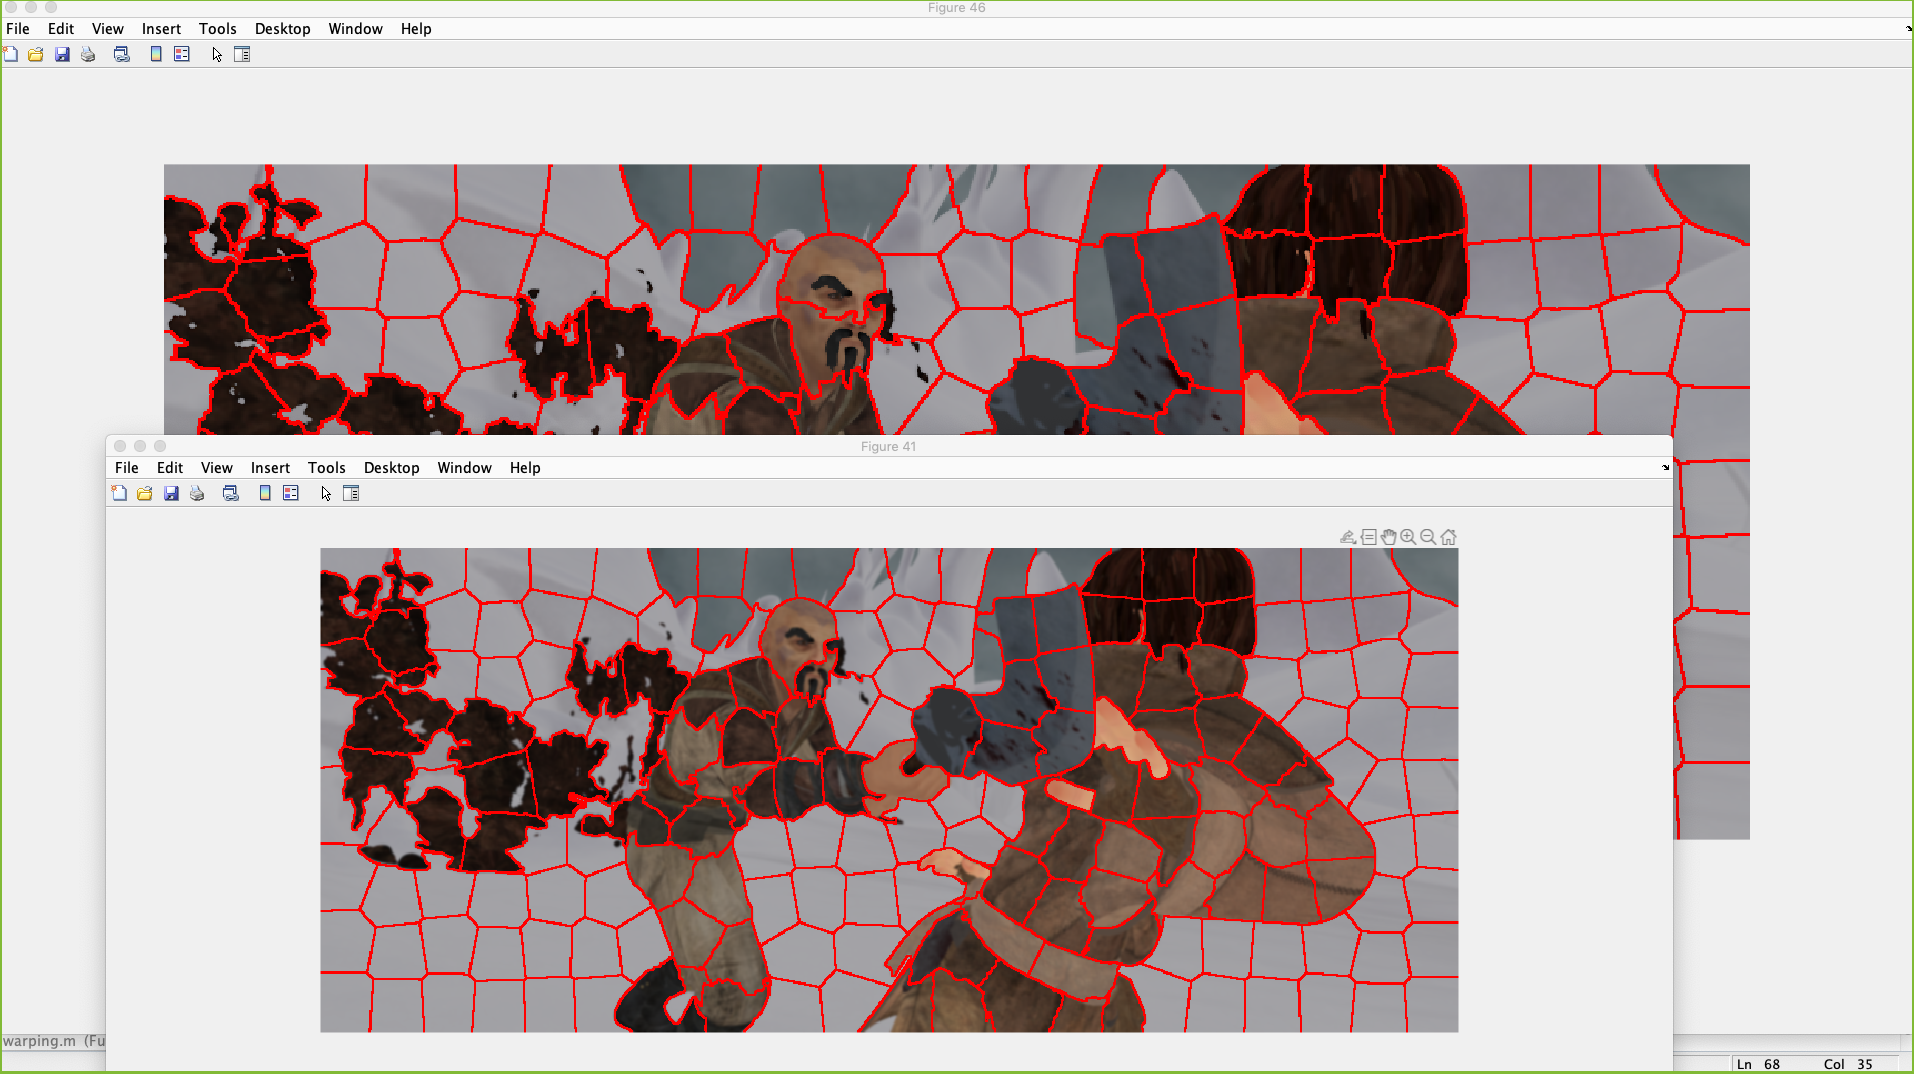 Figure 46
File Edit View Insert Tools Desktop Window Help
Figure 41
File Edit View Insert Tools Desktop Window Help
warping.m (Fu
Ln 68 Col 35